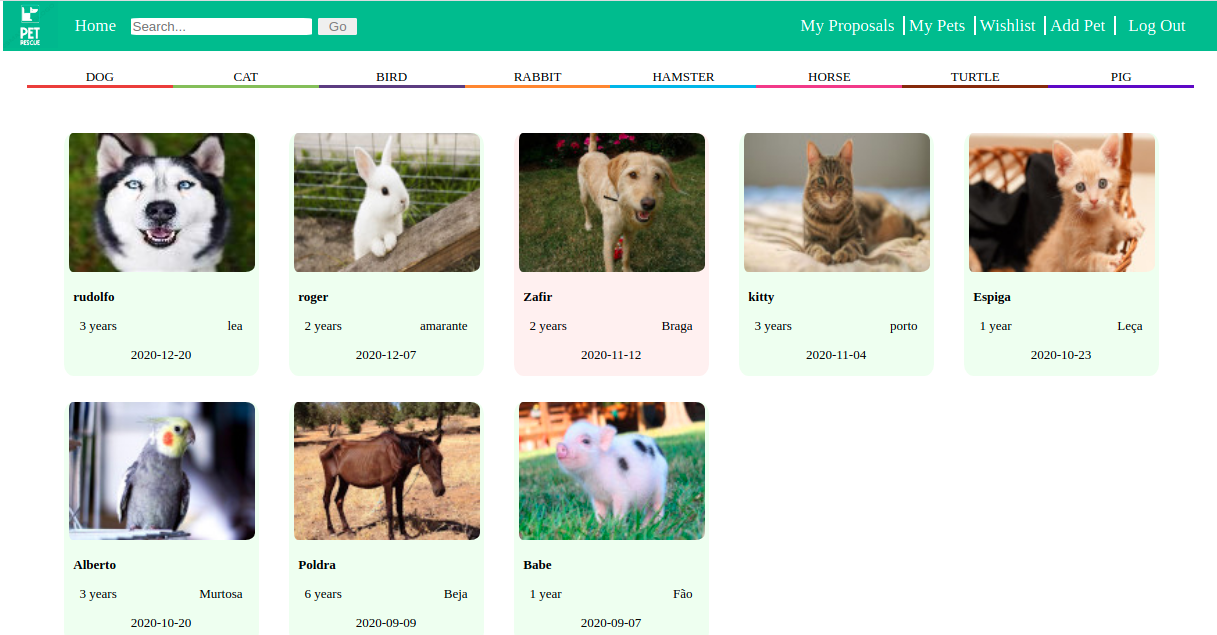 PET
RESCUE
Home Search... Go My Proposals My Pets Wishlist Add Pet Log Out
DOG CAT BIRD RABBIT HAMSTER HORSE TURTLE PIG
rudolfo roger Zafir kitty Espiga
3 years lea 2 years amarante 2 years Braga 3 years porto 1 year Leça
2020-12-20 2020-12-07 2020-11-12 2020-11-04 2020-10-23
Alberto Poldra Babe
3 years Murtosa 6 years Beja 1 year Fão
2020-10-20 2020-09-09 2020-09-07